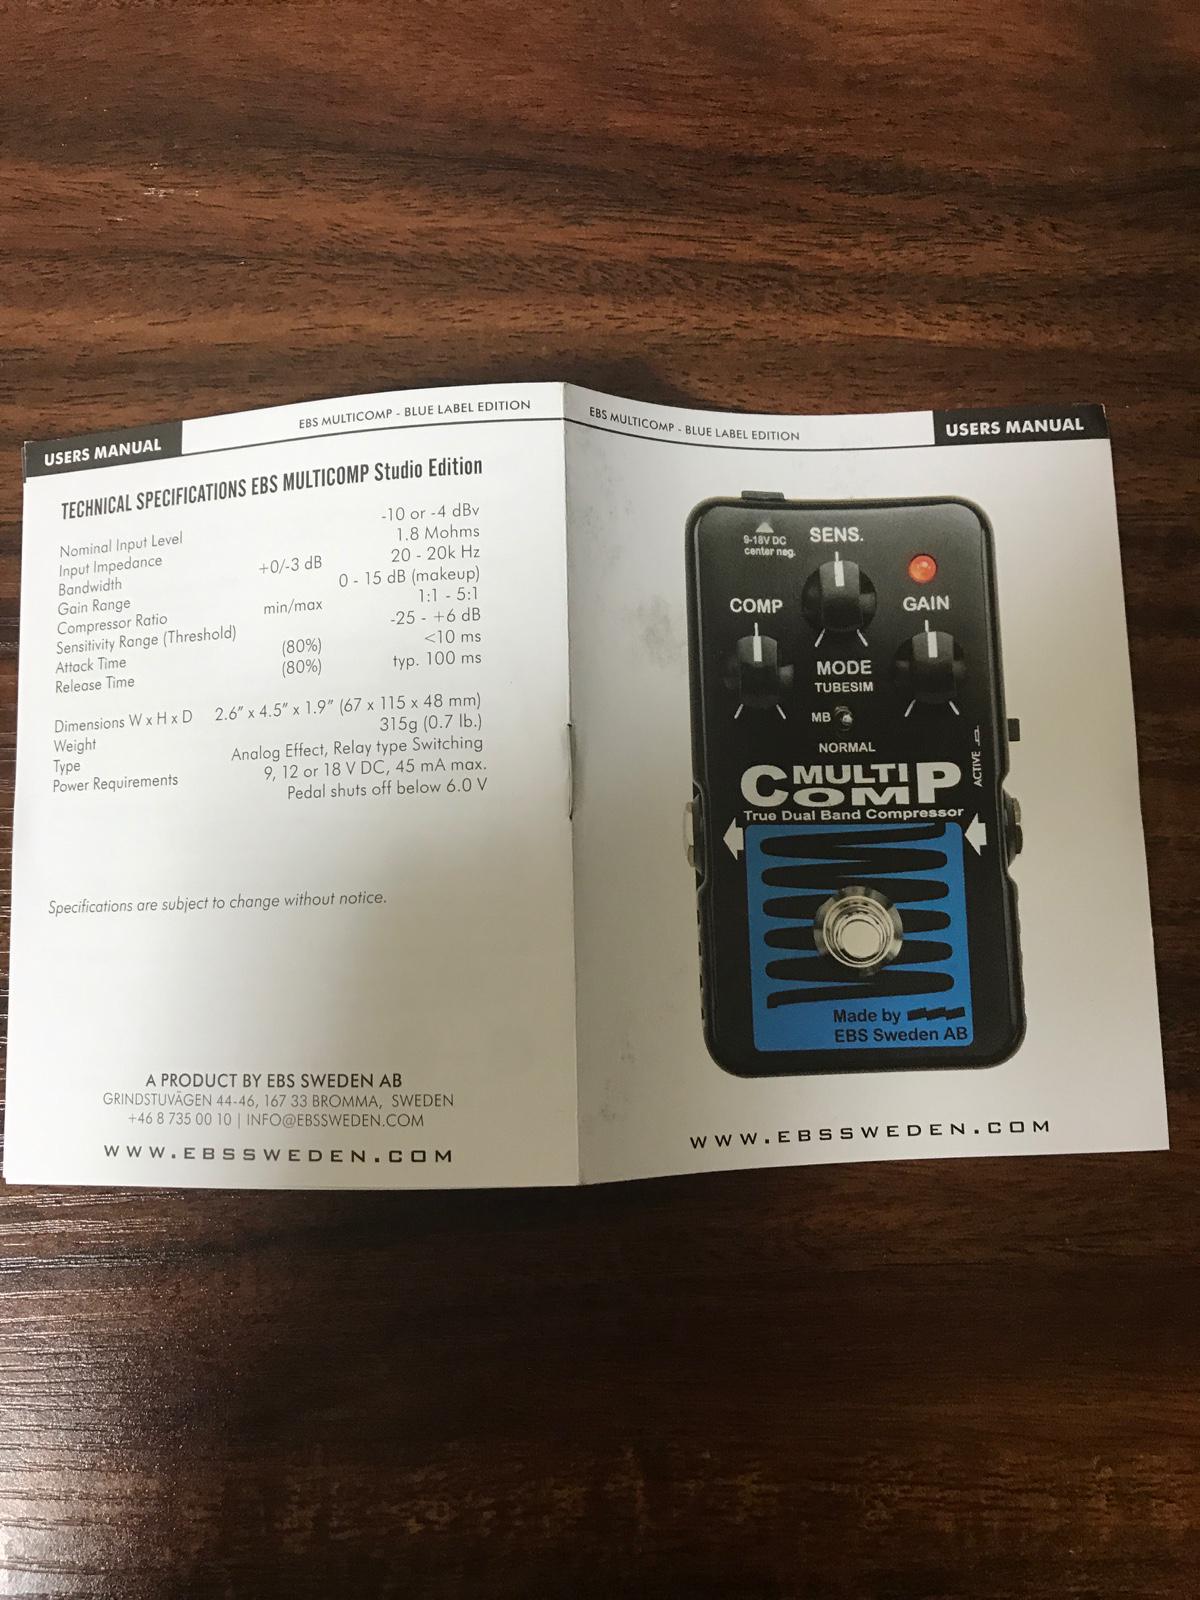 USERS MANUAL
EBS MULTICOMP - BLUE LABEL EDITION
TECHNICAL SPECIFICATIONS EBS MULTICOMP Studio Edition
Nominal Input Level -10 or -4 dBv
Input Impedance 1.8 Mohms
Bandwidth +0/-3 dB 20 - 20k Hz
Gain Range 0 - 15 dB (makeup)
Compressor Ratio min/max 1:1 - 5:1
Sensitivity Range (Threshold) -25 - +6 dB
Attack Time (80%) <10 ms
Release Time (80%) typ. 100 ms
Dimensions W x H x D 2.6" x 4.5" x 1.9" (67 x 115 x 48 mm)
Weight 315g (0.7 lb.)
Type Analog Effect, Relay type Switching
Power Requirements 9, 12 or 18 V DC, 45 mA max.
Pedal shuts off below 6.0 V
Specifications are subject to change without notice.
A PRODUCT BY EBS SWEDEN AB
GRINDSTUVÄGEN 44-46, 167 33 BROMMA, SWEDEN
+46 8 735 00 10 | INFO@EBSSWEDEN.COM
WWW.EBSSWEDEN.COM
EBS MULTICOMP - BLUE LABEL EDITION
USERS MANUAL
9-18V DC
center neg.
SENS.
COMP
GAIN
MODE
TUBESIM
MB
NORMAL
ACTIVE
MULTI
COMP
True Dual Band Compressor
Made by
EBS Sweden AB
WWW.EBSSWEDEN.COM